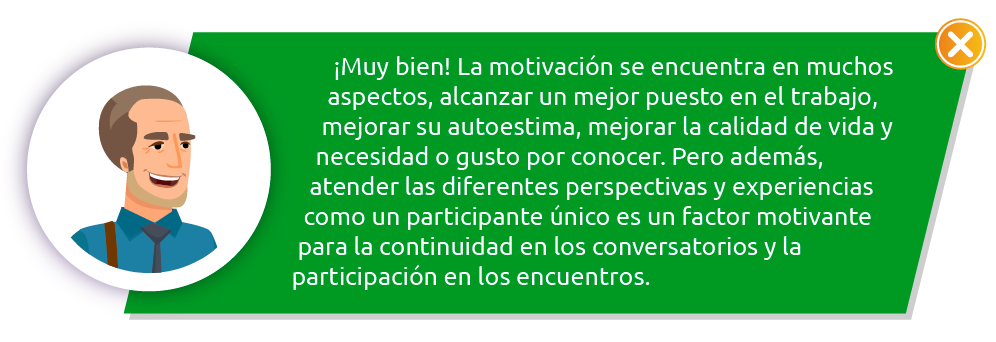 ¡Muy bien! La motivación se encuentra en muchos
aspectos, alcanzar un mejor puesto en el trabajo,
mejorar su autoestima, mejorar la calidad de vida y
necesidad o gusto por conocer. Pero además,
atender las diferentes perspectivas y experiencias
como un participante único es un factor motivante
para la continuidad en los conversatorios y la
participación en los encuentros.